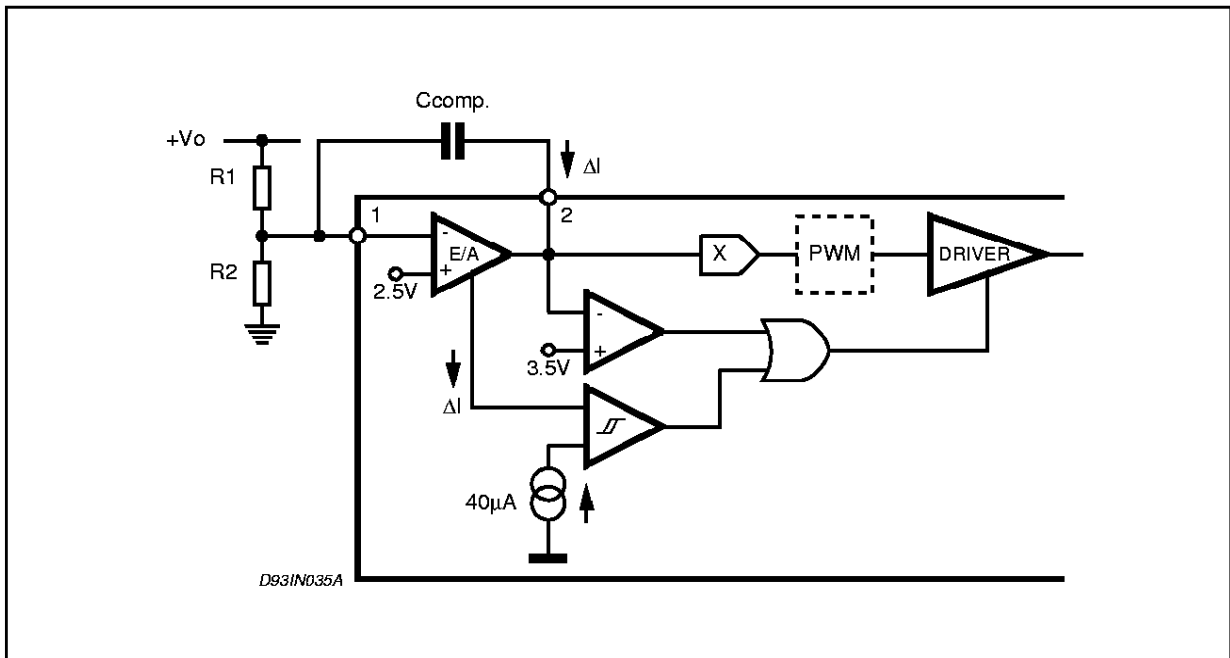 Ccomp.
+Vo
ΔI
R1
1
2
-
E/A
+
X
PWM
DRIVER
R2
2.5V
-
+
3.5V
ΔI
40µA
D93IN035A